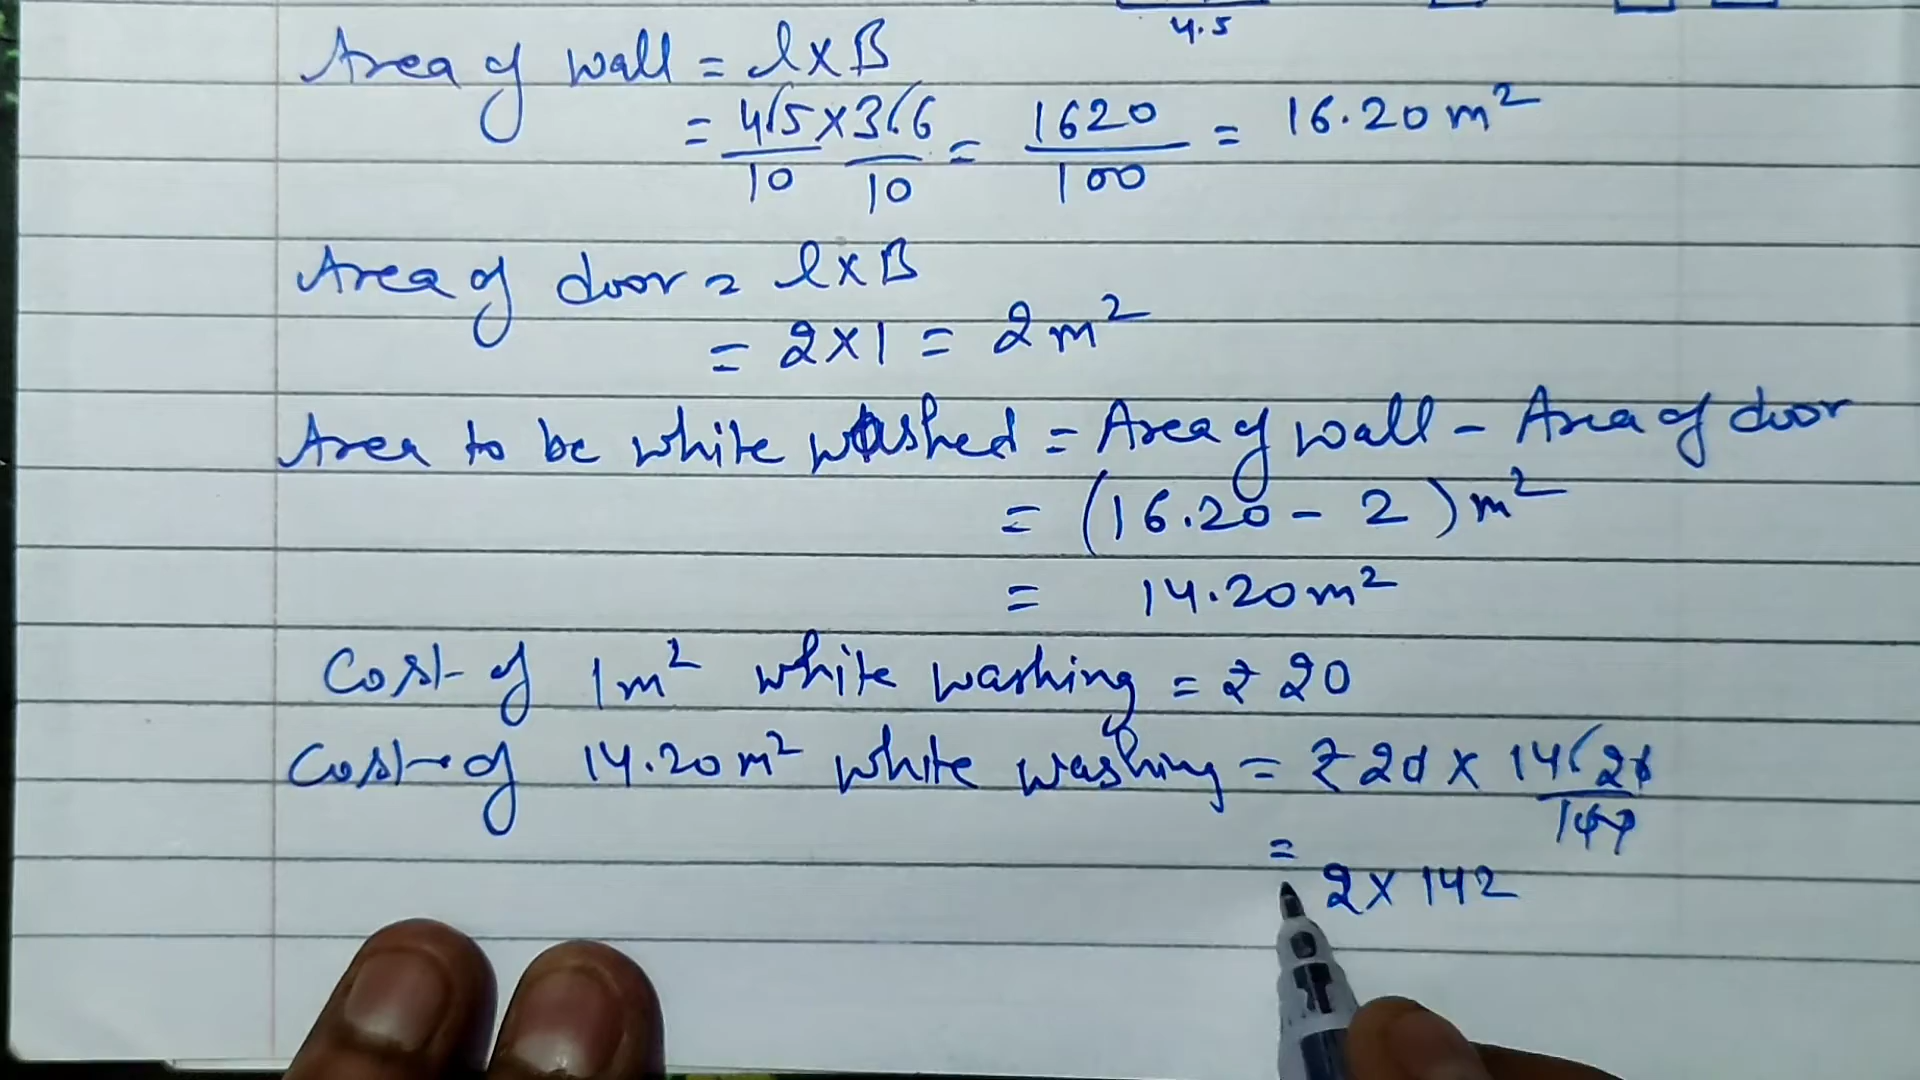 4.5
Area of wall = l x B
= 4.5 x 3.6 = 1620 = 16.20 m²
10 10 100
Area of door = l x B
= 2 x 1 = 2 m²
Area to be white washed = Area of wall - Area of door
= (16.20 - 2) m²
= 14.20 m²
Cost of 1 m² white washing = ₹ 20
Cost of 14.20 m² white washing = ₹ 20 x 14.20
100
= 2 x 142